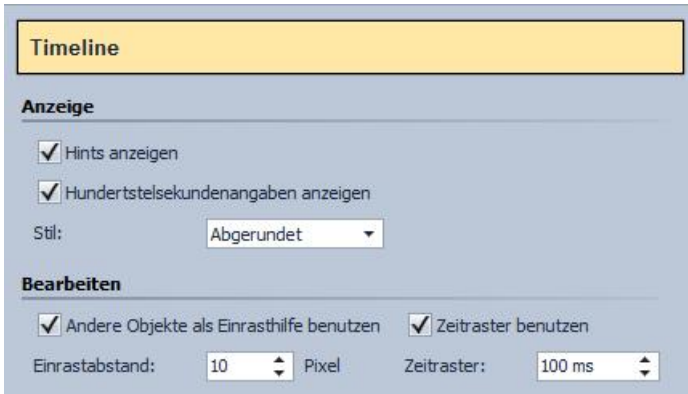 Timeline
Anzeige
Hints anzeigen
Hundertstelsekundenangaben anzeigen
Stil: Abgerundet
Bearbeiten
Andere Objekte als Einrasthilfe benutzen Zeitraster benutzen
Einrastabstand: 10 Pixel Zeitraster: 100 ms